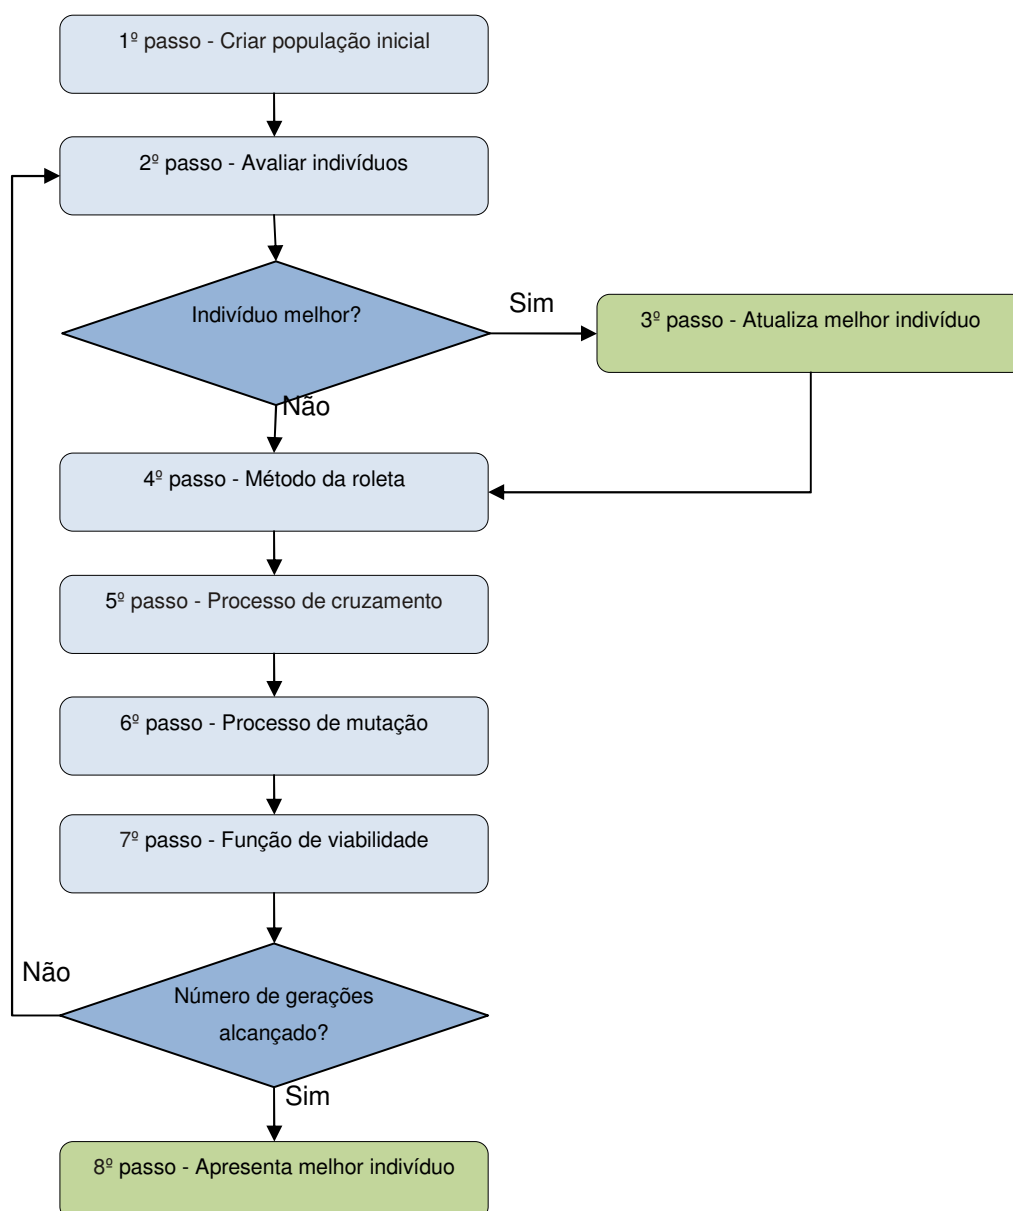 1º passo - Criar população inicial
2º passo - Avaliar indivíduos
Indivíduo melhor?
Sim
3º passo - Atualiza melhor indivíduo
Não
4º passo - Método da roleta
5º passo - Processo de cruzamento
6º passo - Processo de mutação
7º passo - Função de viabilidade
Não
Número de gerações
alcançado?
Sim
8º passo - Apresenta melhor indivíduo